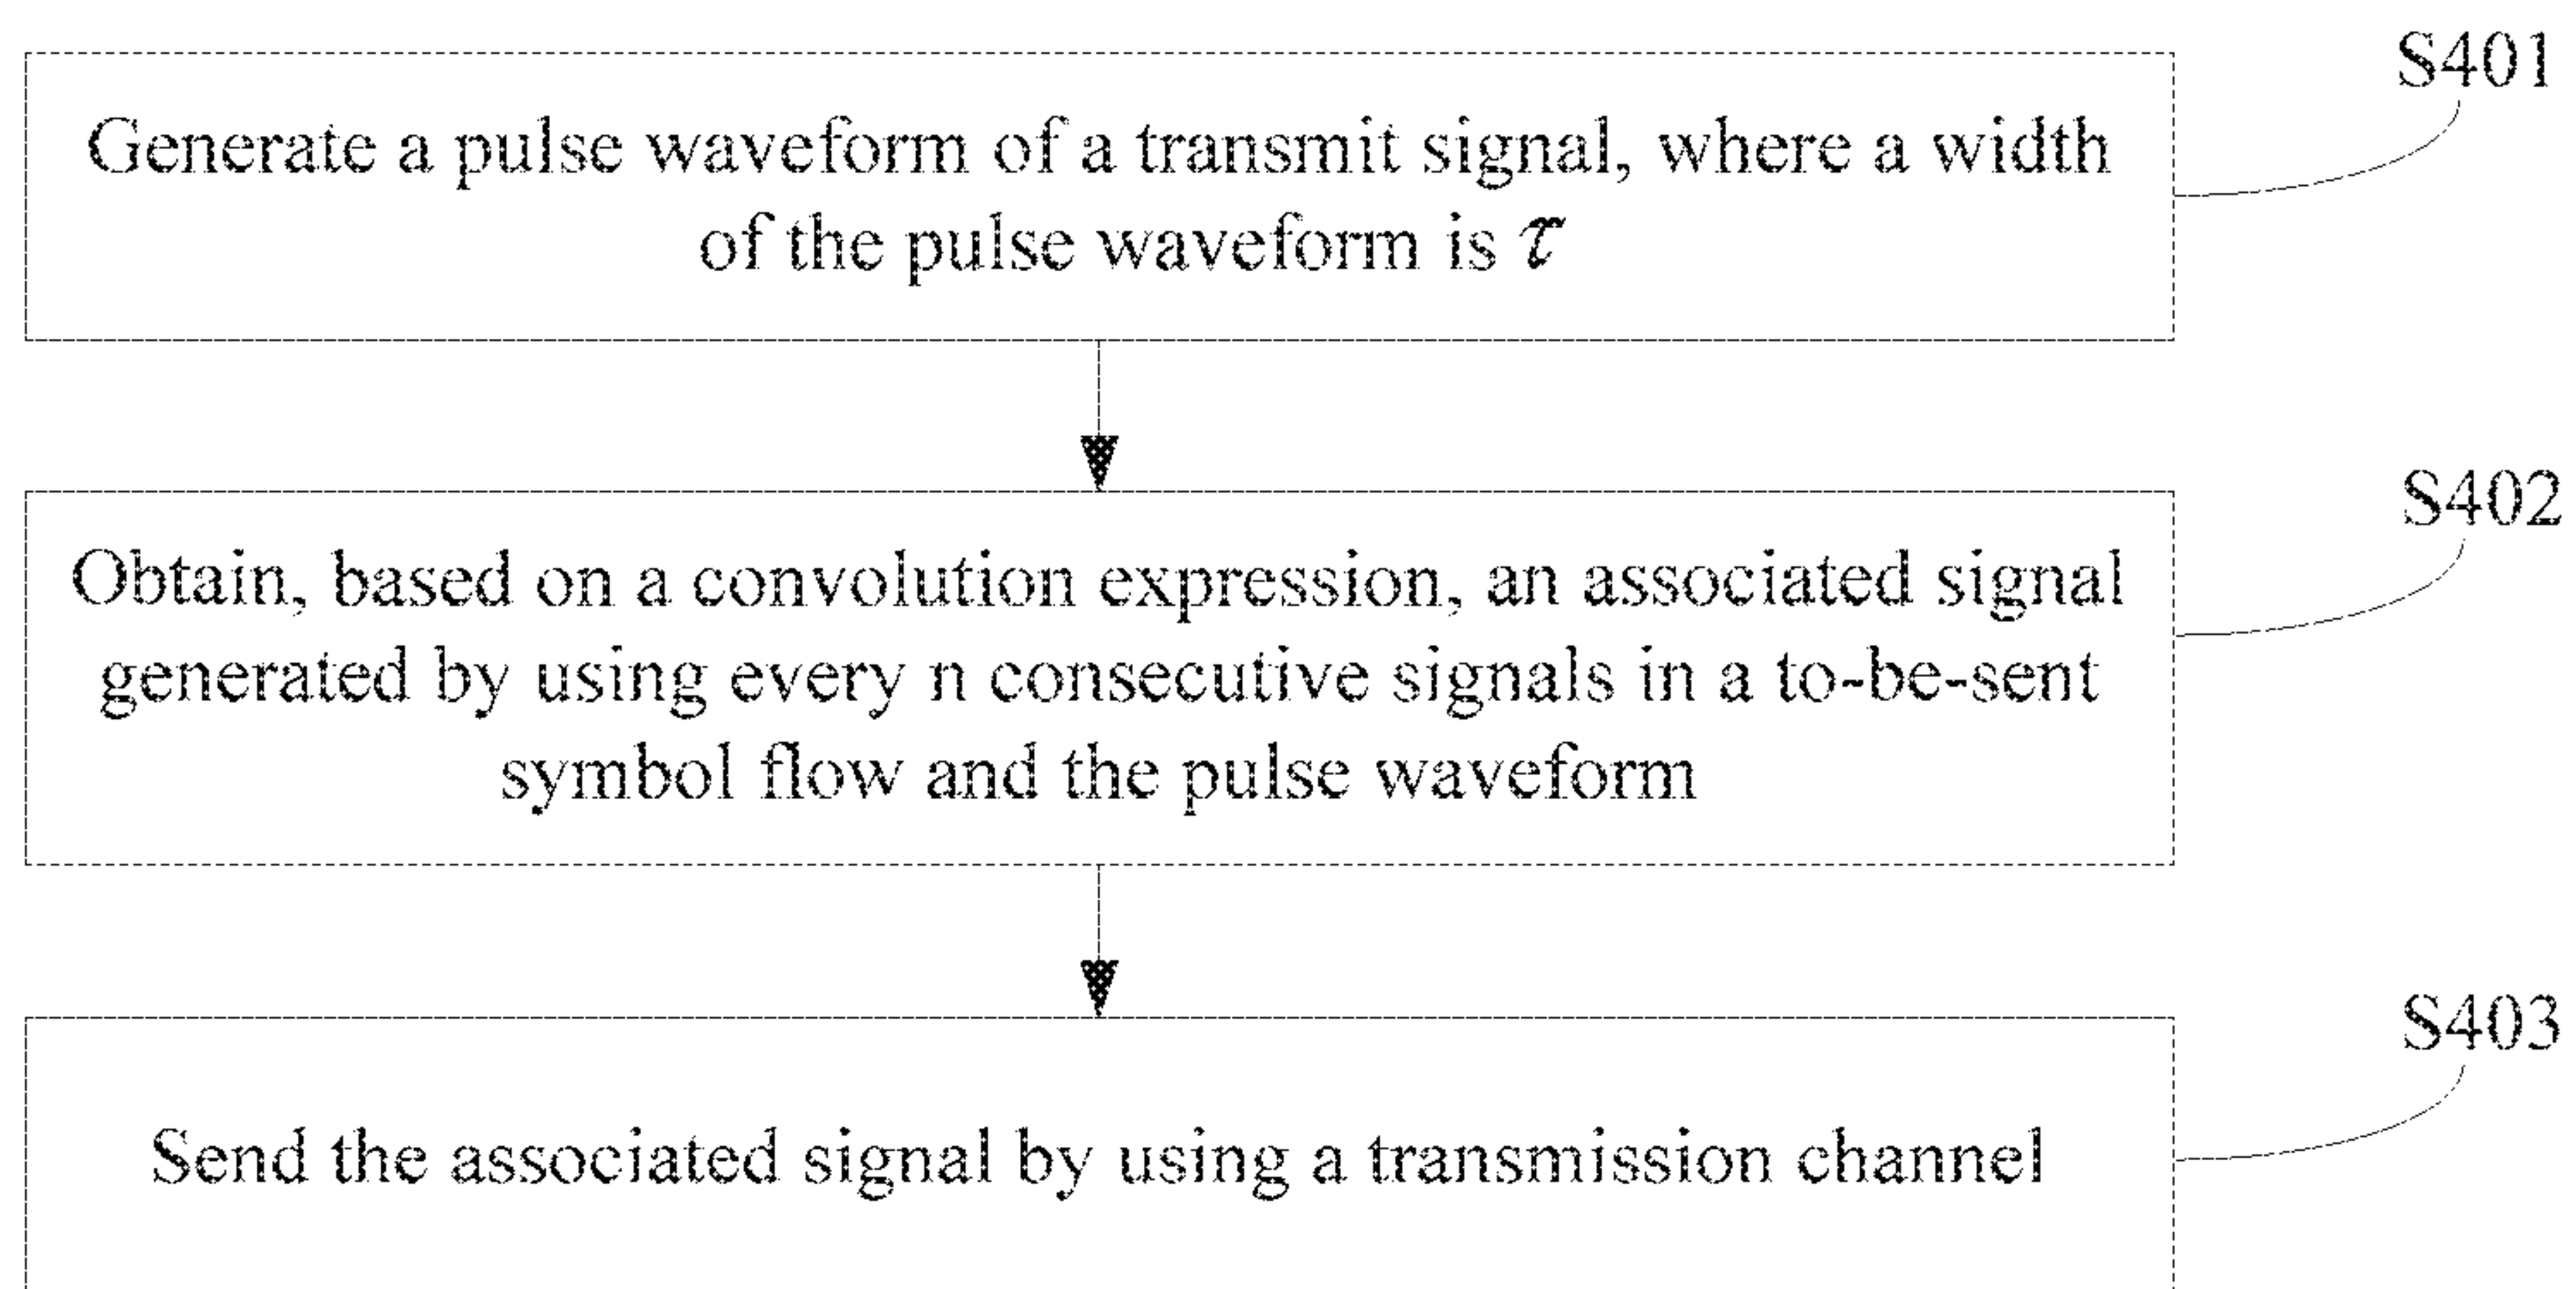 S401
Generate a pulse waveform of a transmit signal, where a width
of the pulse waveform is τ
S402
Obtain, based on a convolution expression, an associated signal
generated by using every n consecutive signals in a to-be-sent
symbol flow and the pulse waveform
S403
Send the associated signal by using a transmission channel